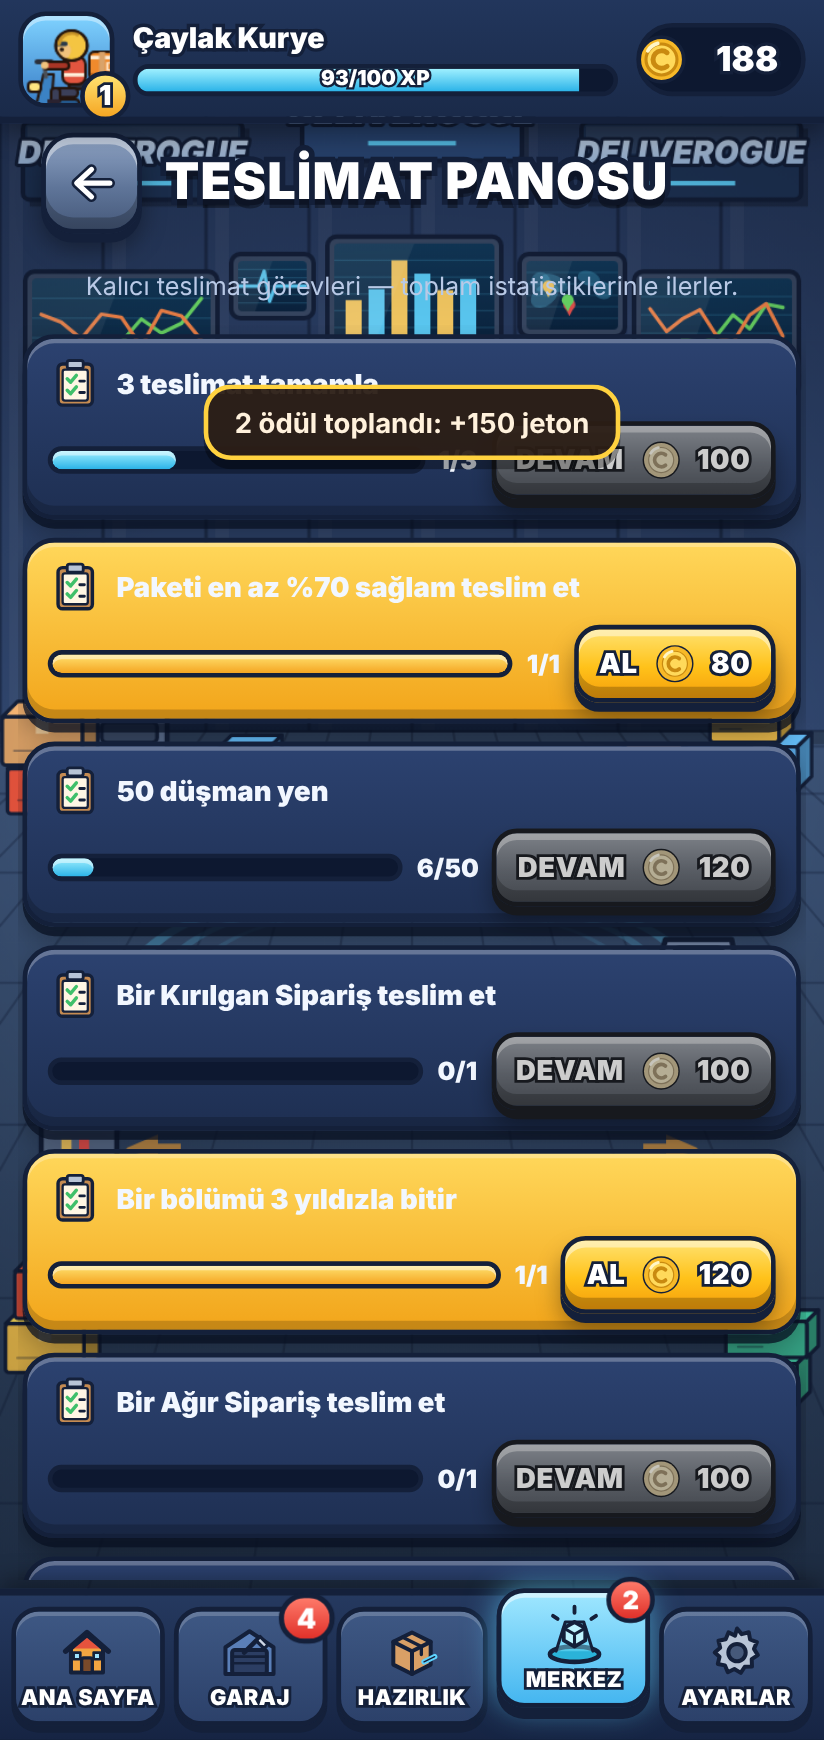 Çaylak Kurye
93/100 XP
1
188
DELIVEROGUE
TESLİMAT PANOSU
Kalıcı teslimat görevleri — toplam istatistiklerinle ilerler.
3 teslimat tamamla
2 ödül toplandı: +150 jeton
1/3
DEVAM 100
Paketi en az %70 sağlam teslim et
1/1
AL 80
50 düşman yen
6/50
DEVAM 120
Bir Kırılgan Sipariş teslim et
0/1
DEVAM 100
Bir bölümü 3 yıldızla bitir
1/1
AL 120
Bir Ağır Sipariş teslim et
0/1
DEVAM 100
4
2
ANA SAYFA
GARAJ
HAZIRLIK
MERKEZ
AYARLAR